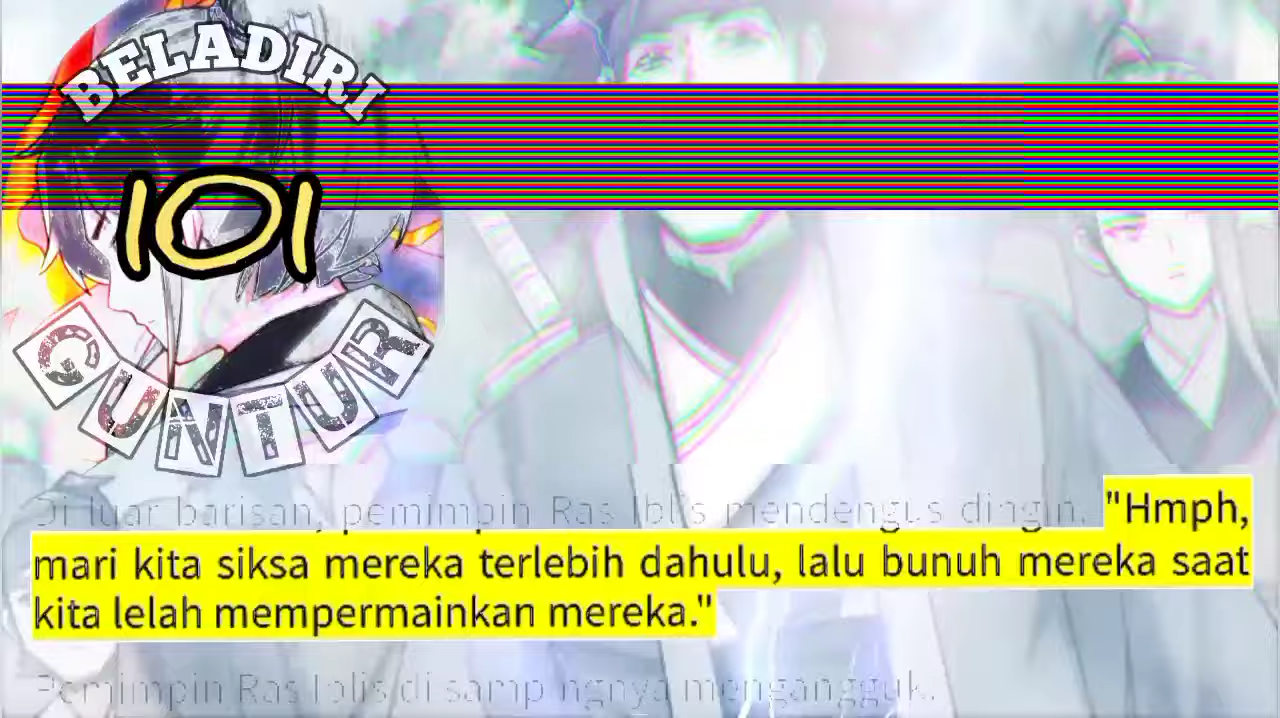 BELADIRI
101
GUNTUR
Di luar barisan, pemimpin Ras Iblis mendengus dingin. "Hmph,
mari kita siksa mereka terlebih dahulu, lalu bunuh mereka saat
kita lelah mempermainkan mereka."
Pemimpin Ras Iblis di sampingnya mengangguk.